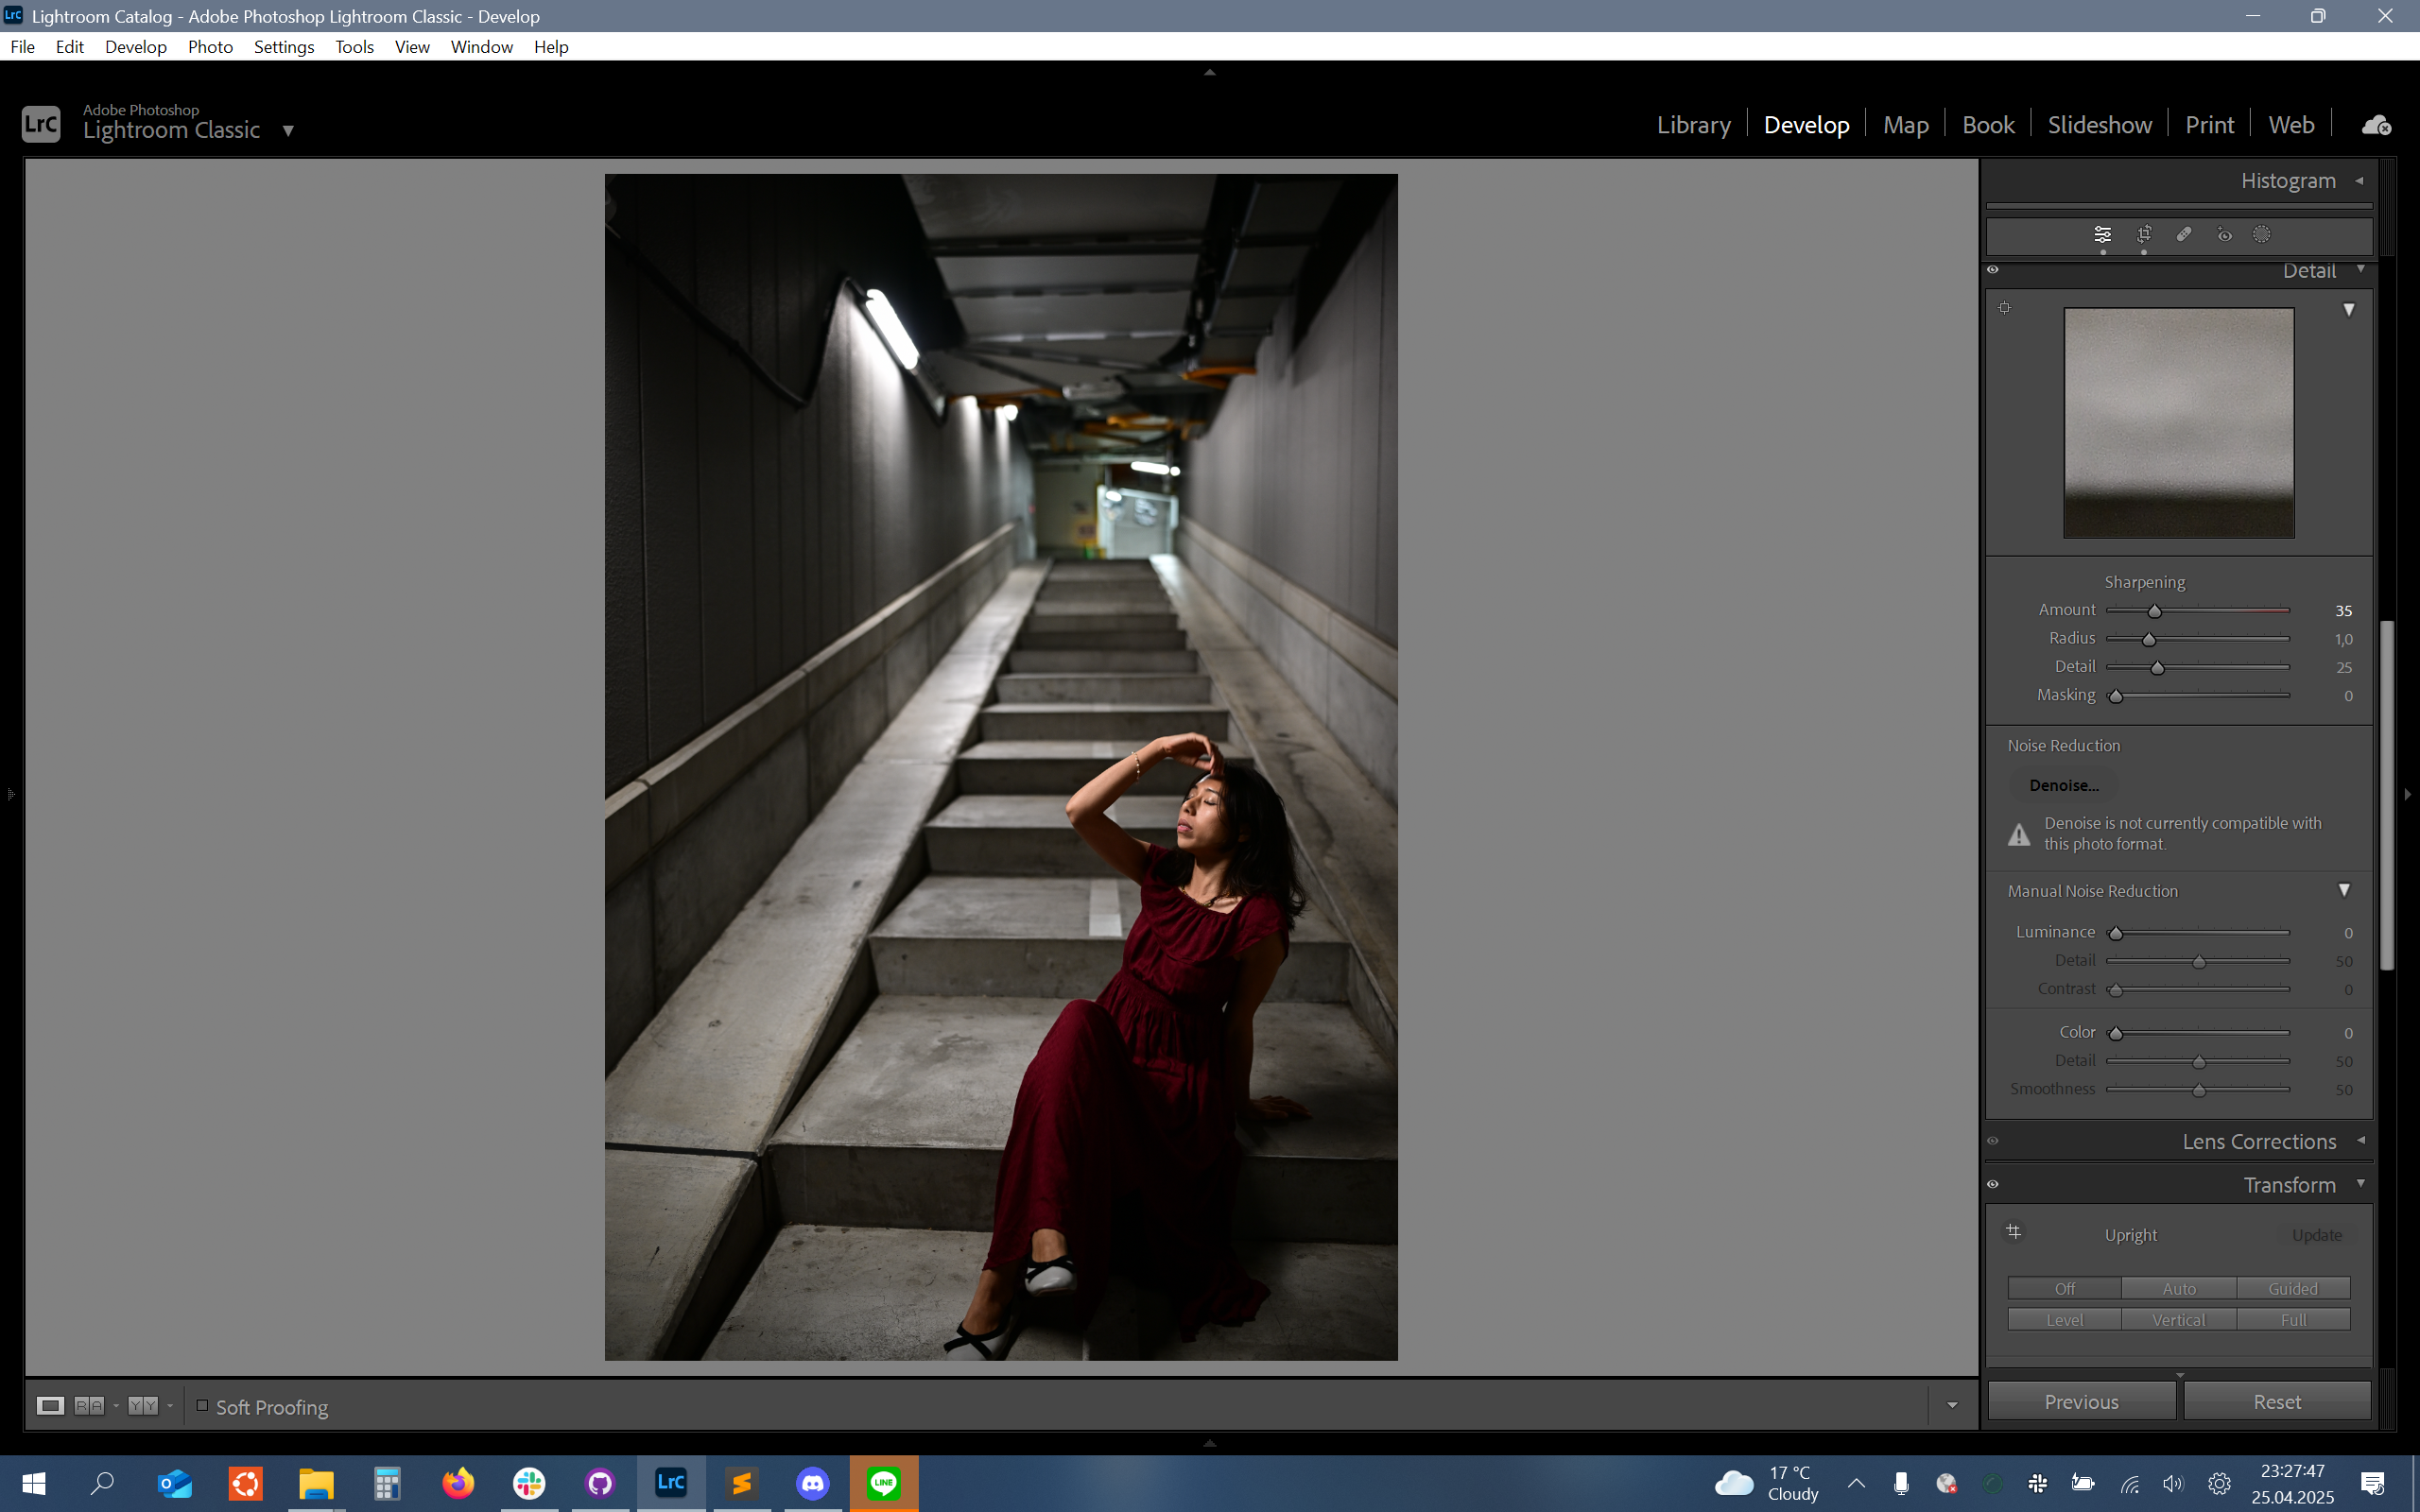 Lightroom Catalog - Adobe Photoshop Lightroom Classic - Develop
File Edit Develop Photo Settings Tools View Window Help
LrC
Adobe Photoshop
Lightroom Classic
Library Develop Map Book Slideshow Print Web
Histogram
Detail
Sharpening
Amount 35
Radius 1,0
Detail 25
Masking 0
Noise Reduction
Denoise...
Denoise is not currently compatible with
this photo format.
Manual Noise Reduction
Luminance 0
Detail 50
Contrast 0
Color 0
Detail 50
Smoothness 50
Lens Corrections
Transform
Upright Update
Off Auto Guided
Level Vertical Full
Previous Reset
R A Y Y Soft Proofing
LrC
LINE
17 °C
Cloudy
23:27:47
25.04.2025